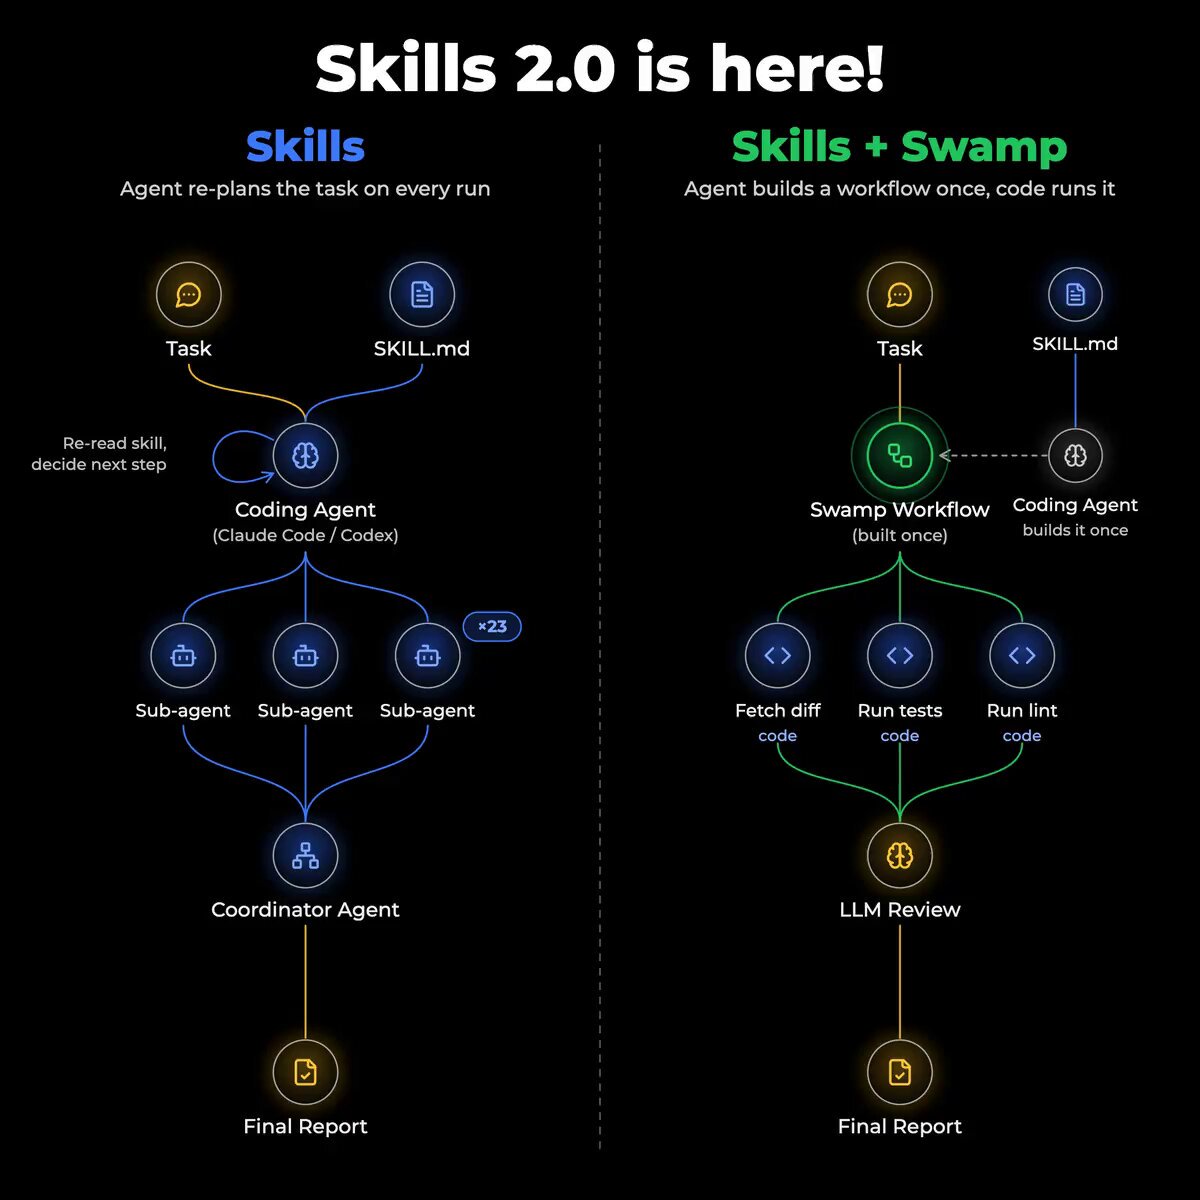 Skills 2.0 is here!
Skills
Agent re-plans the task on every run
Task
SKILL.md
Re-read skill,
decide next step
Coding Agent
(Claude Code / Codex)
×23
Sub-agent
Sub-agent
Sub-agent
Coordinator Agent
Final Report
Skills + Swamp
Agent builds a workflow once, code runs it
Task
SKILL.md
Swamp Workflow
(built once)
Coding Agent
builds it once
Fetch diff
code
Run tests
code
Run lint
code
LLM Review
Final Report